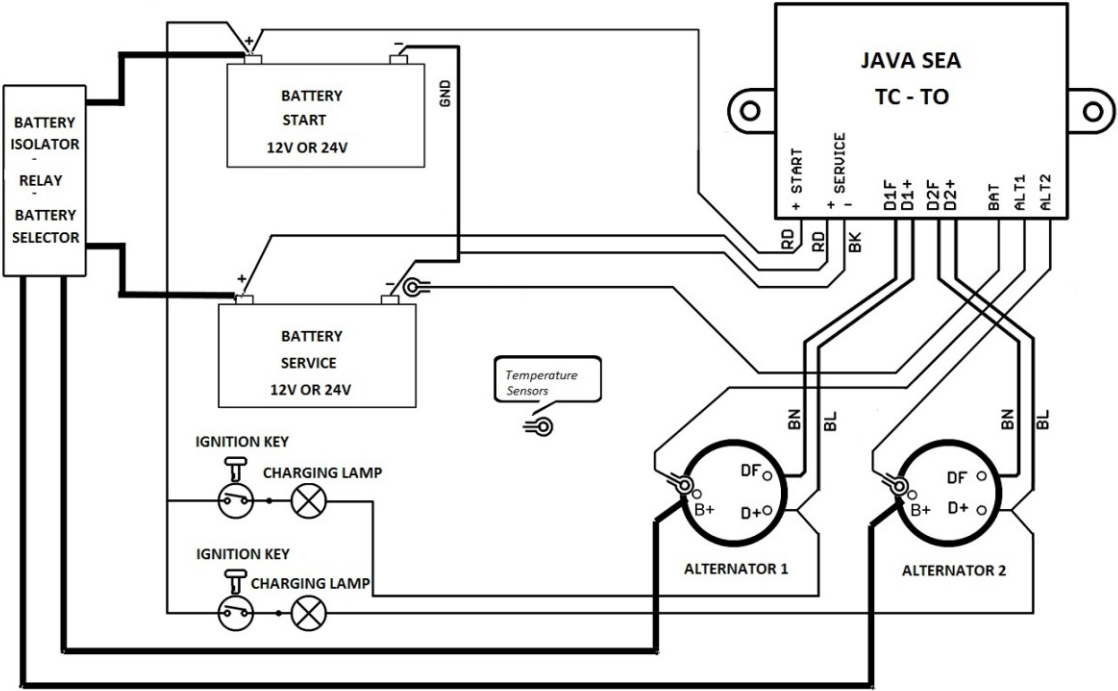 JAVA SEA
TC - TO
+ START
+ SERVICE
−
D1F
D1+
D2F
D2+
BAT
ALT1
ALT2
RD
RD
BK
+
−
GND
BATTERY
START
12V OR 24V
BATTERY
ISOLATOR
-
RELAY
-
BATTERY
SELECTOR
+
−
BATTERY
SERVICE
12V OR 24V
Temperature
Sensors
BN
BL
BN
BL
IGNITION KEY
CHARGING LAMP
DF
B+
D+
ALTERNATOR 1
DF
B+
D+
ALTERNATOR 2
IGNITION KEY
CHARGING LAMP